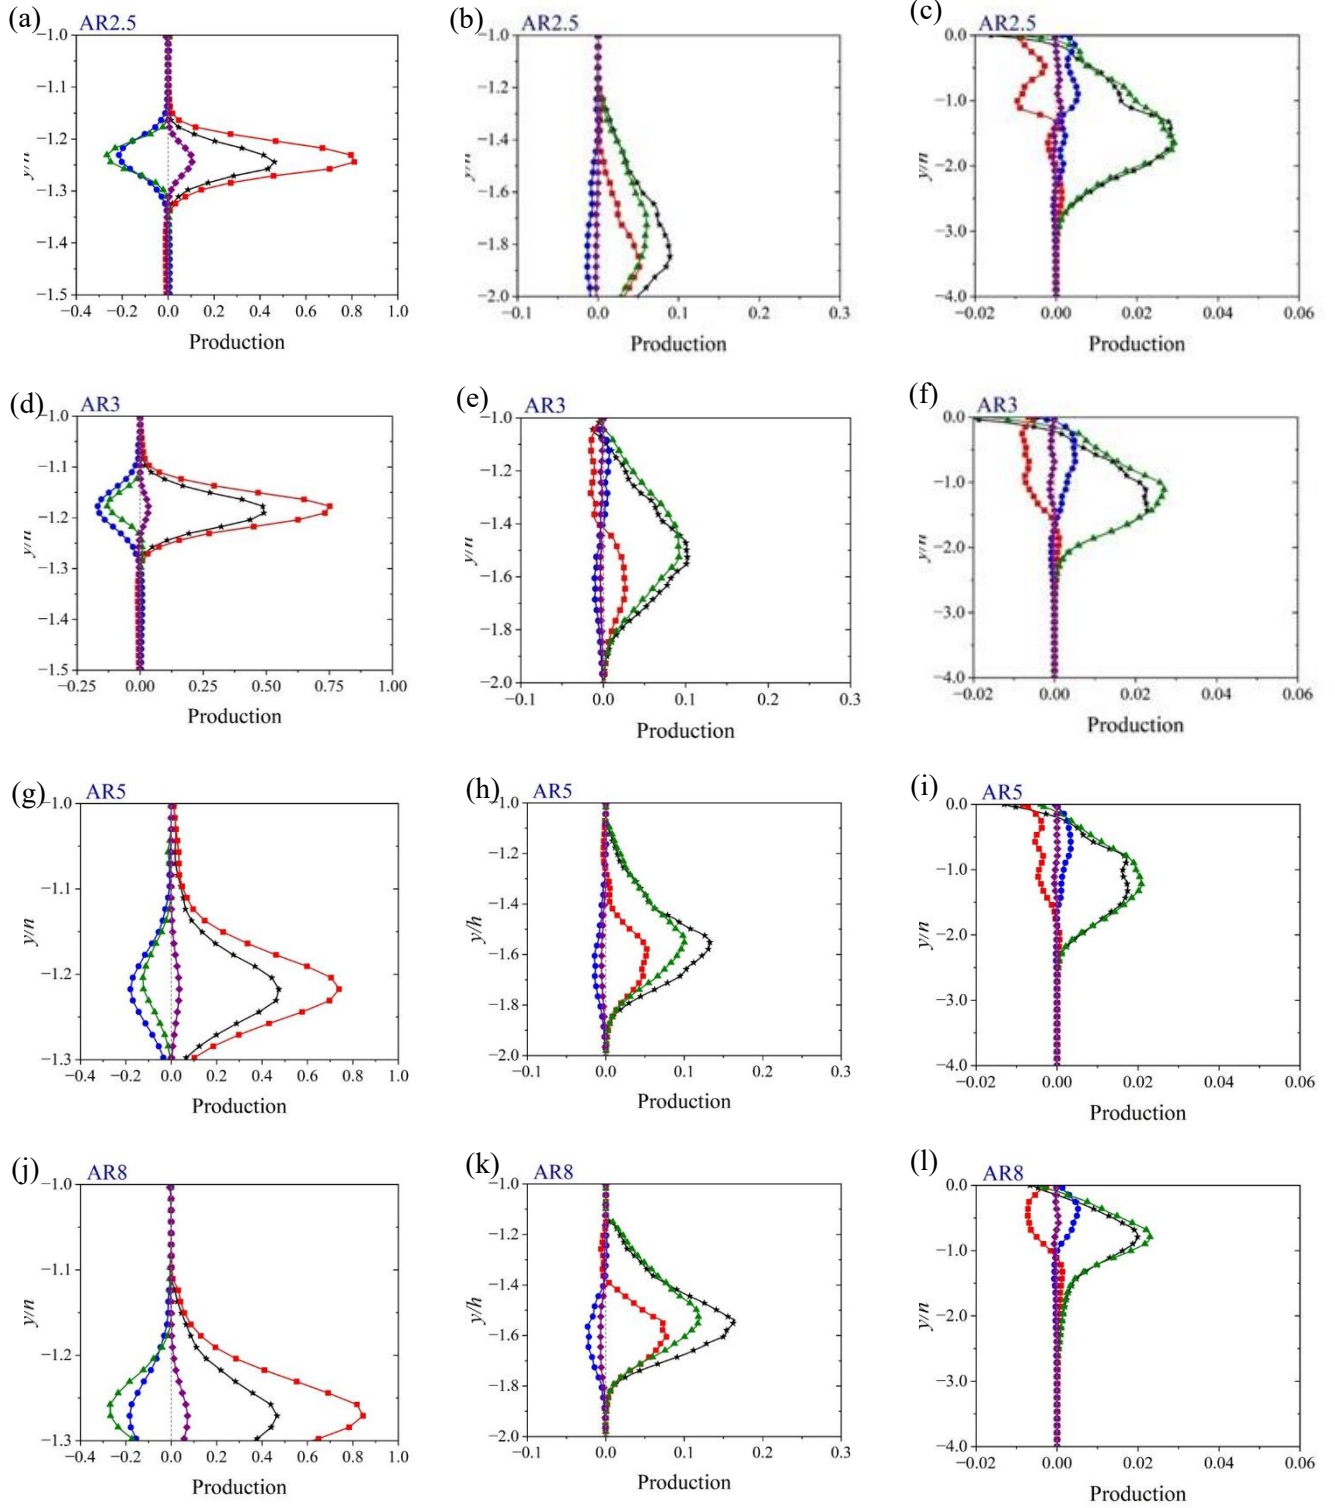 (a)
AR2.5
−1.0
−1.1
−1.2
−1.3
−1.4
−1.5
y/n
−0.4 −0.2 0.0 0.2 0.4 0.6 0.8 1.0
Production
(b)
AR2.5
−1.0
−1.2
−1.4
−1.6
−1.8
−2.0
y/n
−0.1 0.0 0.1 0.2 0.3
Production
(c)
AR2.5
0.0
−1.0
−2.0
−3.0
−4.0
y/n
−0.02 0.00 0.02 0.04 0.06
Production
(d)
AR3
−1.0
−1.1
−1.2
−1.3
−1.4
−1.5
y/n
−0.25 0.00 0.25 0.50 0.75 1.00
Production
(e)
AR3
−1.0
−1.2
−1.4
−1.6
−1.8
−2.0
y/n
−0.1 0.0 0.1 0.2 0.3
Production
(f)
AR3
0.0
−1.0
−2.0
−3.0
−4.0
y/n
−0.02 0.00 0.02 0.04 0.06
Production
(g)
AR5
−1.0
−1.1
−1.2
−1.3
y/n
−0.4 −0.2 0.0 0.2 0.4 0.6 0.8 1.0
Production
(h)
AR5
−1.0
−1.2
−1.4
−1.6
−1.8
−2.0
y/h
−0.1 0.0 0.1 0.2 0.3
Production
(i)
AR5
0.0
−1.0
−2.0
−3.0
−4.0
y/n
−0.02 0.00 0.02 0.04 0.06
Production
(j)
AR8
−1.0
−1.1
−1.2
−1.3
y/n
−0.4 −0.2 0.0 0.2 0.4 0.6 0.8 1.0
Production
(k)
AR8
−1.0
−1.2
−1.4
−1.6
−1.8
−2.0
y/h
−0.1 0.0 0.1 0.2 0.3
Production
(l)
AR8
0.0
−1.0
−2.0
−3.0
−4.0
y/n
−0.02 0.00 0.02 0.04 0.06
Production